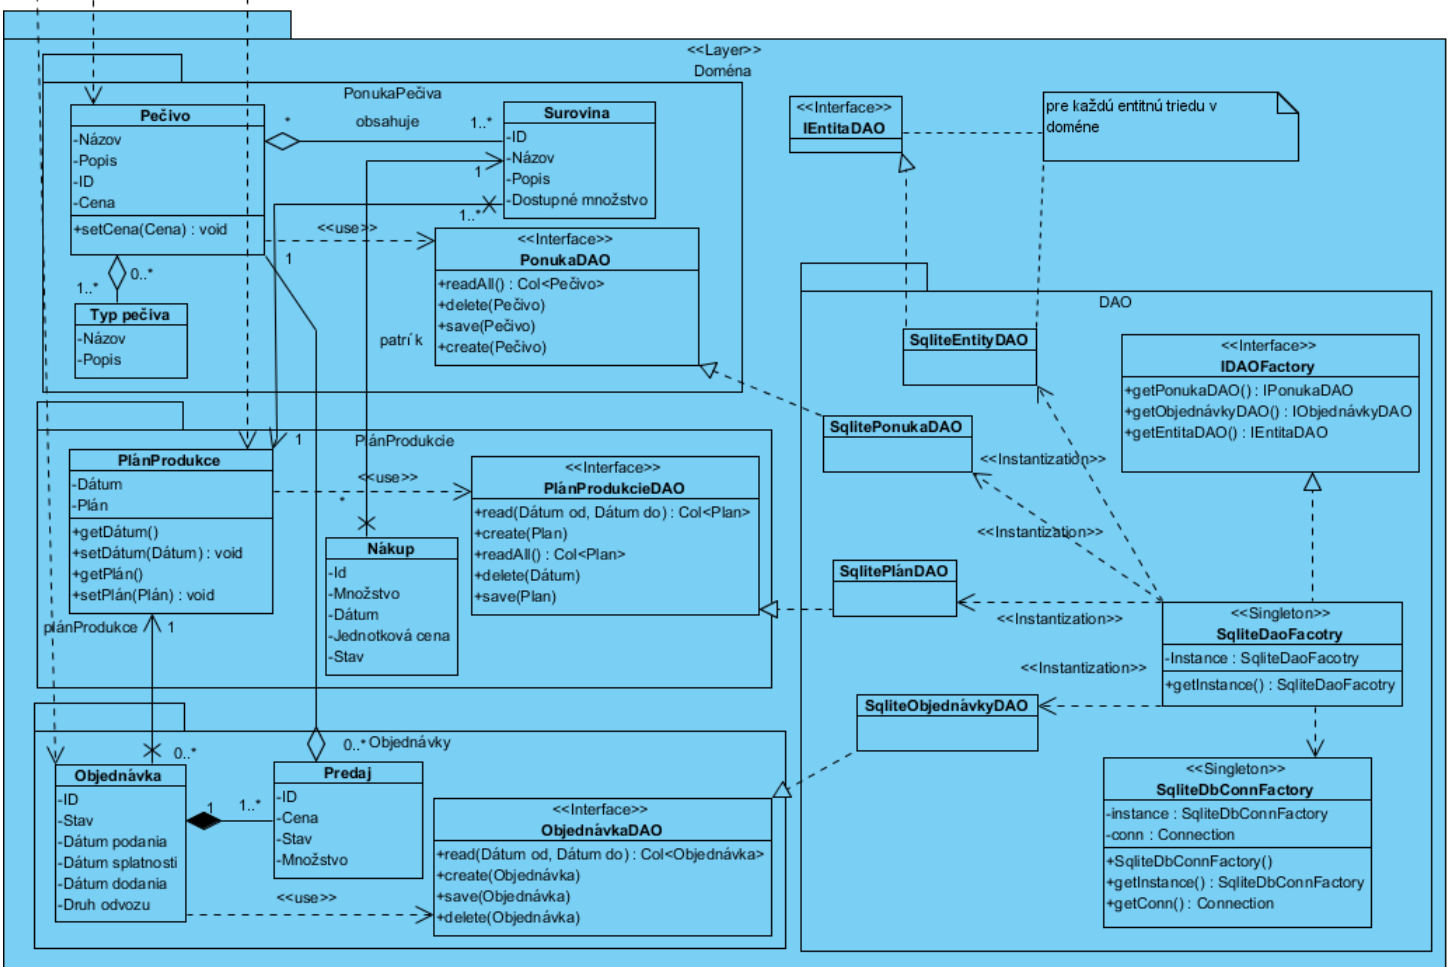 <<Layer>>
Doména
PonukaPečiva
Pečivo
-Názov
-Popis
-ID
-Cena
+setCena(Cena) : void
*
obsahuje
1..*
Surovina
-ID
-Názov
-Popis
-Dostupné množstvo
1
1..*
<<use>>
1
<<Interface>>
PonukaDAO
+readAll() : Col<Pečivo>
+delete(Pečivo)
+save(Pečivo)
+create(Pečivo)
0..*
1..*
Typ pečiva
-Názov
-Popis
patrí k
<<Interface>>
IEntitaDAO
pre každú entitnú triedu v
doméne
DAO
SqliteEntityDAO
<<Interface>>
IDAOFactory
+getPonukaDAO() : IPonukaDAO
+getObjednávkyDAO() : IObjednávkyDAO
+getEntitaDAO() : IEntitaDAO
SqlitePonukaDAO
<<Instantization>>
<<Instantization>>
PlánProdukcie
1
PlánProdukce
-Dátum
-Plán
+getDátum()
+setDátum(Dátum) : void
+getPlán()
+setPlán(Plán) : void
<<use>>
*
<<Interface>>
PlánProdukcieDAO
+read(Dátum od, Dátum do) : Col<Plan>
+create(Plan)
+readAll() : Col<Plan>
+delete(Dátum)
+save(Plan)
Nákup
-Id
-Množstvo
-Dátum
-Jednotková cena
-Stav
SqlitePlánDAO
<<Instantization>>
<<Singleton>>
SqliteDaoFacotry
-Instance : SqliteDaoFacotry
+getInstance() : SqliteDaoFacotry
<<Instantization>>
plánProdukce
1
SqliteObjednávkyDAO
Objednávky
0..*
0..*
Objednávka
-ID
-Stav
-Dátum podania
-Dátum splatnosti
-Dátum dodania
-Druh odvozu
1
1..*
Predaj
-ID
-Cena
-Stav
-Množstvo
<<use>>
<<Interface>>
ObjednávkaDAO
+read(Dátum od, Dátum do) : Col<Objednávka>
+create(Objednávka)
+save(Objednávka)
+delete(Objednávka)
<<Singleton>>
SqliteDbConnFactory
-instance : SqliteDbConnFactory
-conn : Connection
+SqliteDbConnFactory()
+getInstance() : SqliteDbConnFactory
+getConn() : Connection